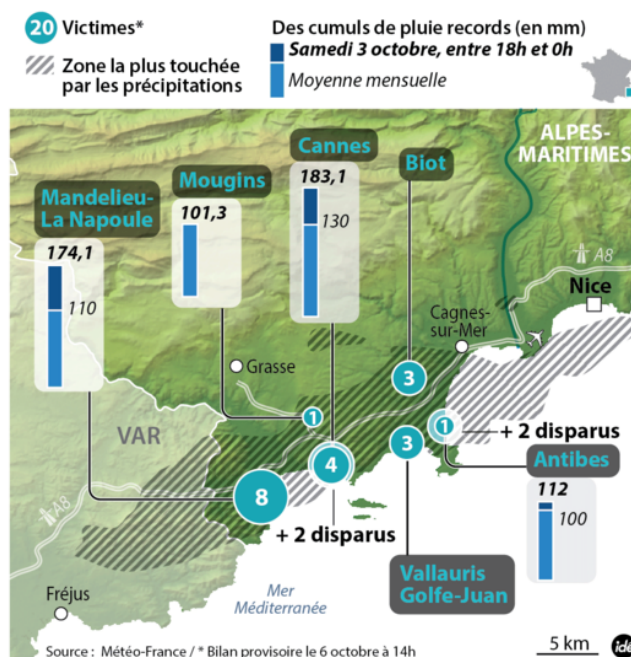 20 Victimes*
Zone la plus touchée
par les précipitations
Des cumuls de pluie records (en mm)
Samedi 3 octobre, entre 18h et 0h
Moyenne mensuelle
ALPES-
MARITIMES
Cannes
183,1
130
Biot
Mougins
101,3
Mandelieu-
La Napoule
174,1
110
A8
Nice
Cagnes-
sur-Mer
Grasse
3
1
1
+ 2 disparus
VAR
3
4
8
Antibes
112
100
+ 2 disparus
A8
Vallauris
Golfe-Juan
Fréjus
Mer
Méditerranée
Source : Météo-France / * Bilan provisoire le 6 octobre à 14h
5 km
idé